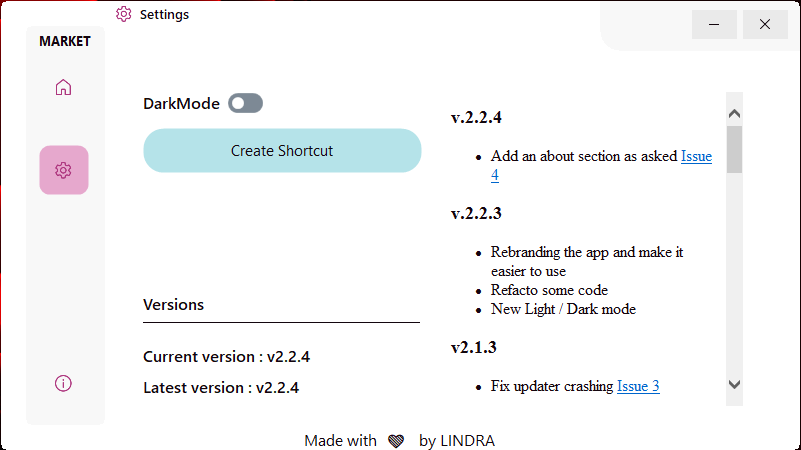 Settings
MARKET
DarkMode
Create Shortcut
Versions
Current version : v2.2.4
Latest version : v2.2.4
v.2.2.4
Add an about section as asked Issue
4
v.2.2.3
Rebranding the app and make it
easier to use
Refacto some code
New Light / Dark mode
v2.1.3
Fix updater crashing Issue 3
Made with by LINDRA